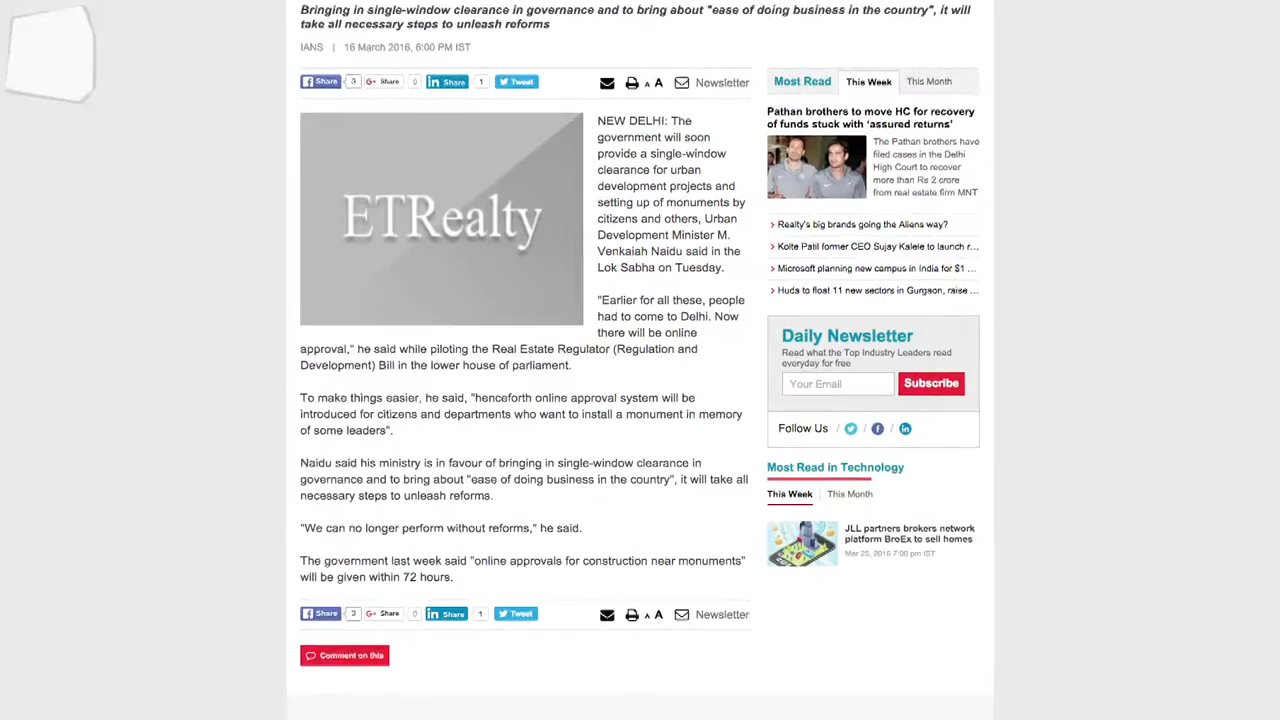 Bringing in single-window clearance in governance and to bring about "ease of doing business in the country", it will
take all necessary steps to unleash reforms
IANS | 16 March 2016, 6:00 PM IST
Share 3 G+ Share 0 in Share 1 Tweet
A A Newsletter
ETRealty
NEW DELHI: The
government will soon
provide a single-window
clearance for urban
development projects and
setting up of monuments by
citizens and others, Urban
Development Minister M.
Venkaiah Naidu said in the
Lok Sabha on Tuesday.
"Earlier for all these, people
had to come to Delhi. Now
there will be online
approval," he said while piloting the Real Estate Regulator (Regulation and
Development) Bill in the lower house of parliament.
To make things easier, he said, "henceforth online approval system will be
introduced for citizens and departments who want to install a monument in memory
of some leaders".
Naidu said his ministry is in favour of bringing in single-window clearance in
governance and to bring about "ease of doing business in the country", it will take all
necessary steps to unleash reforms.
"We can no longer perform without reforms," he said.
The government last week said "online approvals for construction near monuments"
will be given within 72 hours.
Share 3 G+ Share 0 in Share 1 Tweet
A A Newsletter
Comment on this
Most Read This Week This Month
Pathan brothers to move HC for recovery
of funds stuck with ‘assured returns’
The Pathan brothers have
filed cases in the Delhi
High Court to recover
more than Rs 2 crore
from real estate firm MNT
Realty's big brands going the Aliens way?
Kolte Patil former CEO Sujay Kalele to launch r...
Microsoft planning new campus in India for $1 ...
Huda to float 11 new sectors in Gurgaon, raise ...
Daily Newsletter
Read what the Top Industry Leaders read
everyday for free
Your Email Subscribe
Follow Us / / /
Most Read in Technology
This Week | This Month
JLL partners brokers network
platform BroEx to sell homes
Mar 25, 2016 7:00 pm IST